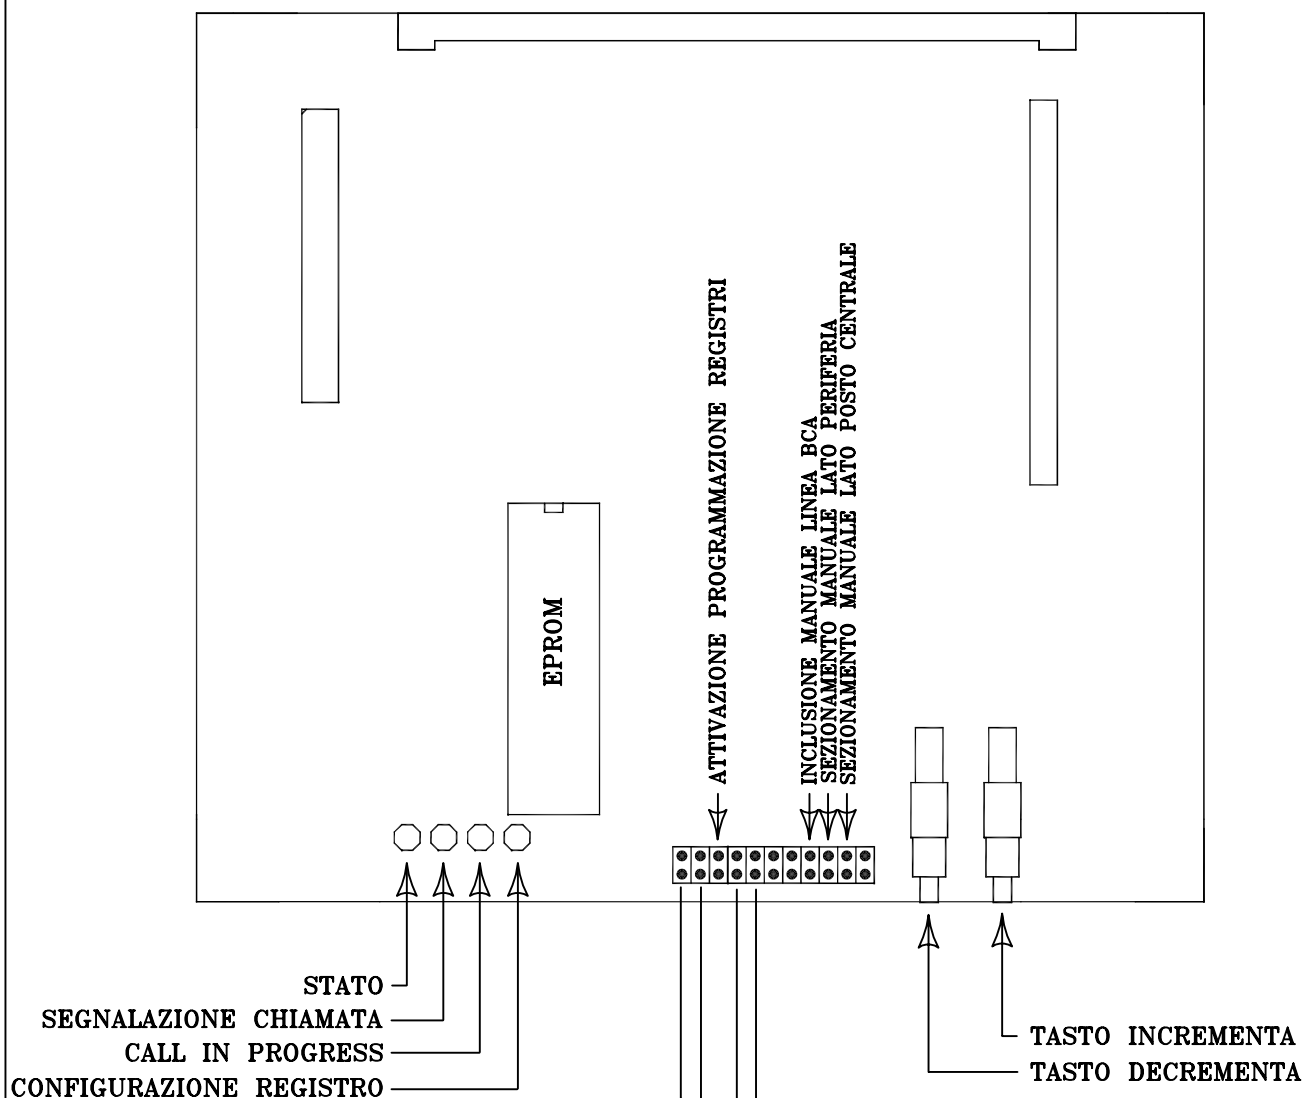 ATTIVAZIONE PROGRAMMAZIONE REGISTRI
INCLUSIONE MANUALE LINEA BCA
SEZIONAMENTO MANUALE LATO PERIFERIA
SEZIONAMENTO MANUALE LATO POSTO CENTRALE
EPROM
STATO
SEGNALAZIONE CHIAMATA
CALL IN PROGRESS
CONFIGURAZIONE REGISTRO
TASTO INCREMENTA
TASTO DECREMENTA